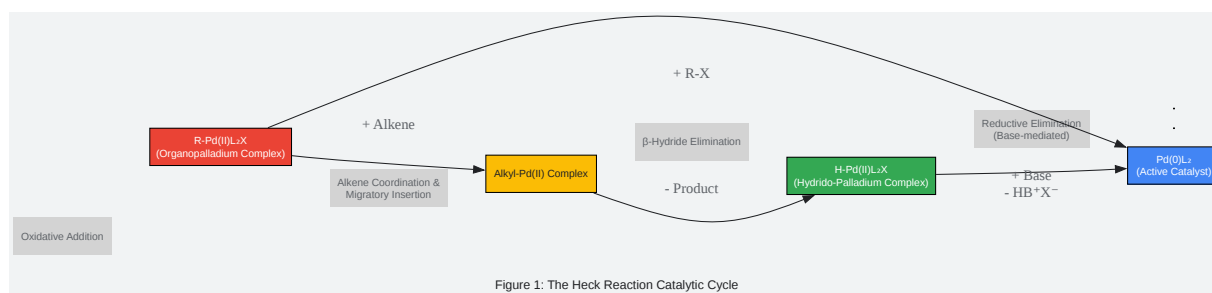 + R-X
R-Pd(II)L₂X
(Organopalladium Complex)
+ Alkene
Alkene Coordination &
Migratory Insertion
Oxidative Addition
Alkyl-Pd(II) Complex
β-Hydride Elimination
- Product
H-Pd(II)L₂X
(Hydrido-Palladium Complex)
Reductive Elimination
(Base-mediated)
+ Base
- HB⁺X⁻
Pd(0)L₂
(Active Catalyst)
Figure 1: The Heck Reaction Catalytic Cycle